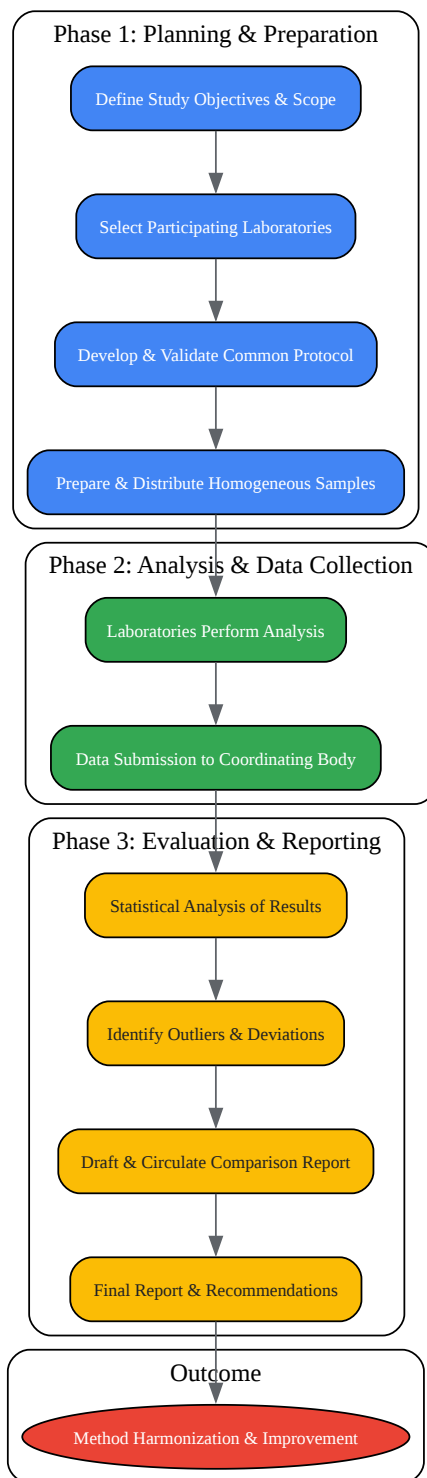 Phase 1: Planning & Preparation
Define Study Objectives & Scope
Select Participating Laboratories
Develop & Validate Common Protocol
Prepare & Distribute Homogeneous Samples
Phase 2: Analysis & Data Collection
Laboratories Perform Analysis
Data Submission to Coordinating Body
Phase 3: Evaluation & Reporting
Statistical Analysis of Results
Identify Outliers & Deviations
Draft & Circulate Comparison Report
Final Report & Recommendations
Outcome
Method Harmonization & Improvement